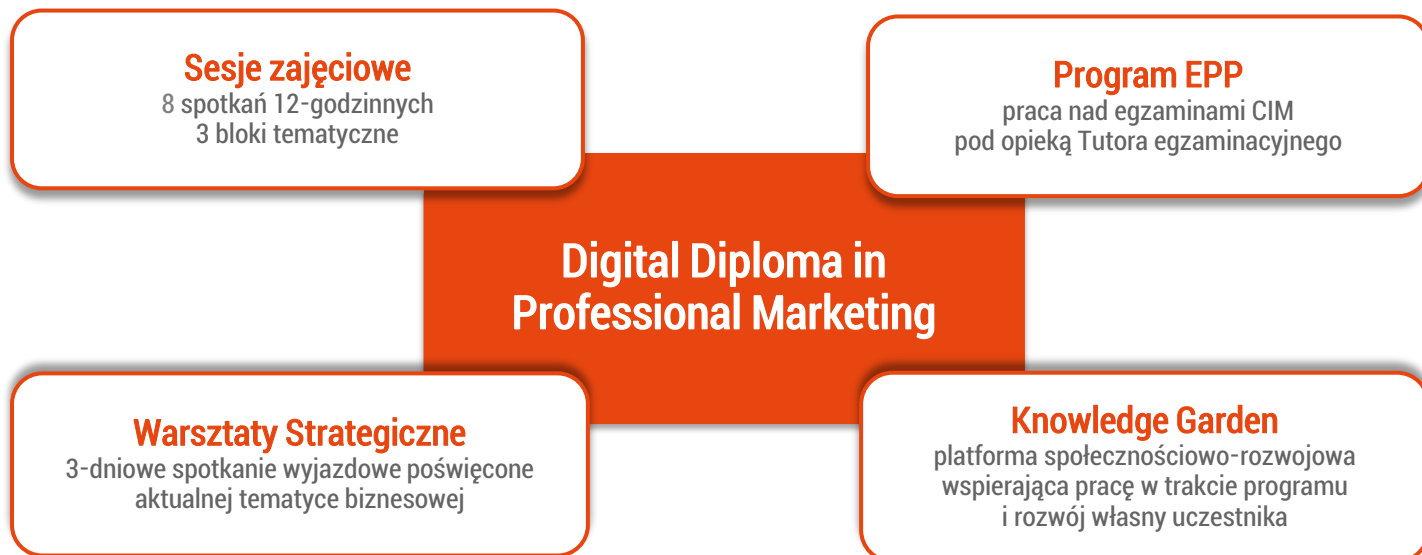 Sesje zajęciowe
8 spotkań 12-godzinnych
3 bloki tematyczne
Program EPP
praca nad egzaminami CIM
pod opieką Tutora egzaminacyjnego
Digital Diploma in
Professional Marketing
Warsztaty Strategiczne
3-dniowe spotkanie wyjazdowe poświęcone
aktualnej tematyce biznesowej
Knowledge Garden
platforma społecznościowo-rozwojowa
wspierająca pracę w trakcie programu
i rozwój własny uczestnika